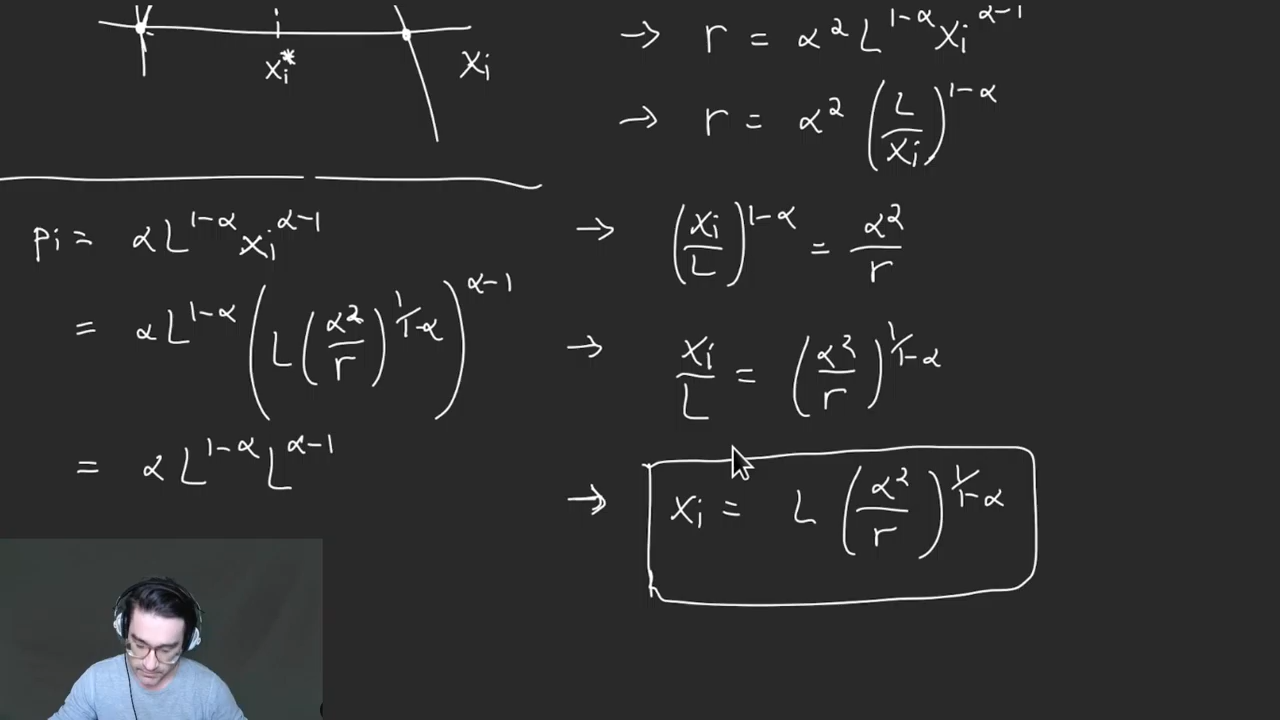 xᵢ*
xᵢ
pᵢ = αL^{1-α}xᵢ^{α-1}
= αL^{1-α}(L(α²/r)^{1/1-α})^{α-1}
= αL^{1-α}L^{α-1}
→ r = α²L^{1-α}xᵢ^{α-1}
→ r = α²(L/xᵢ)^{1-α}
→ (xᵢ/L)^{1-α} = α²/r
→ xᵢ/L = (α²/r)^{1/1-α}
→ xᵢ = L(α²/r)^{1/1-α}